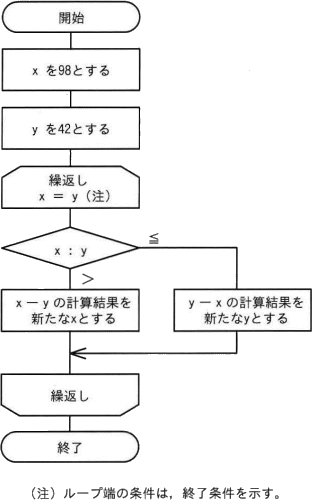 開始
x を98とする
y を42とする
繰返し
x = y（注）
x : y
≦
＞
x － y の計算結果を
新たなxとする
y － x の計算結果を
新たなyとする
繰返し
終了
（注）ループ端の条件は，終了条件を示す。